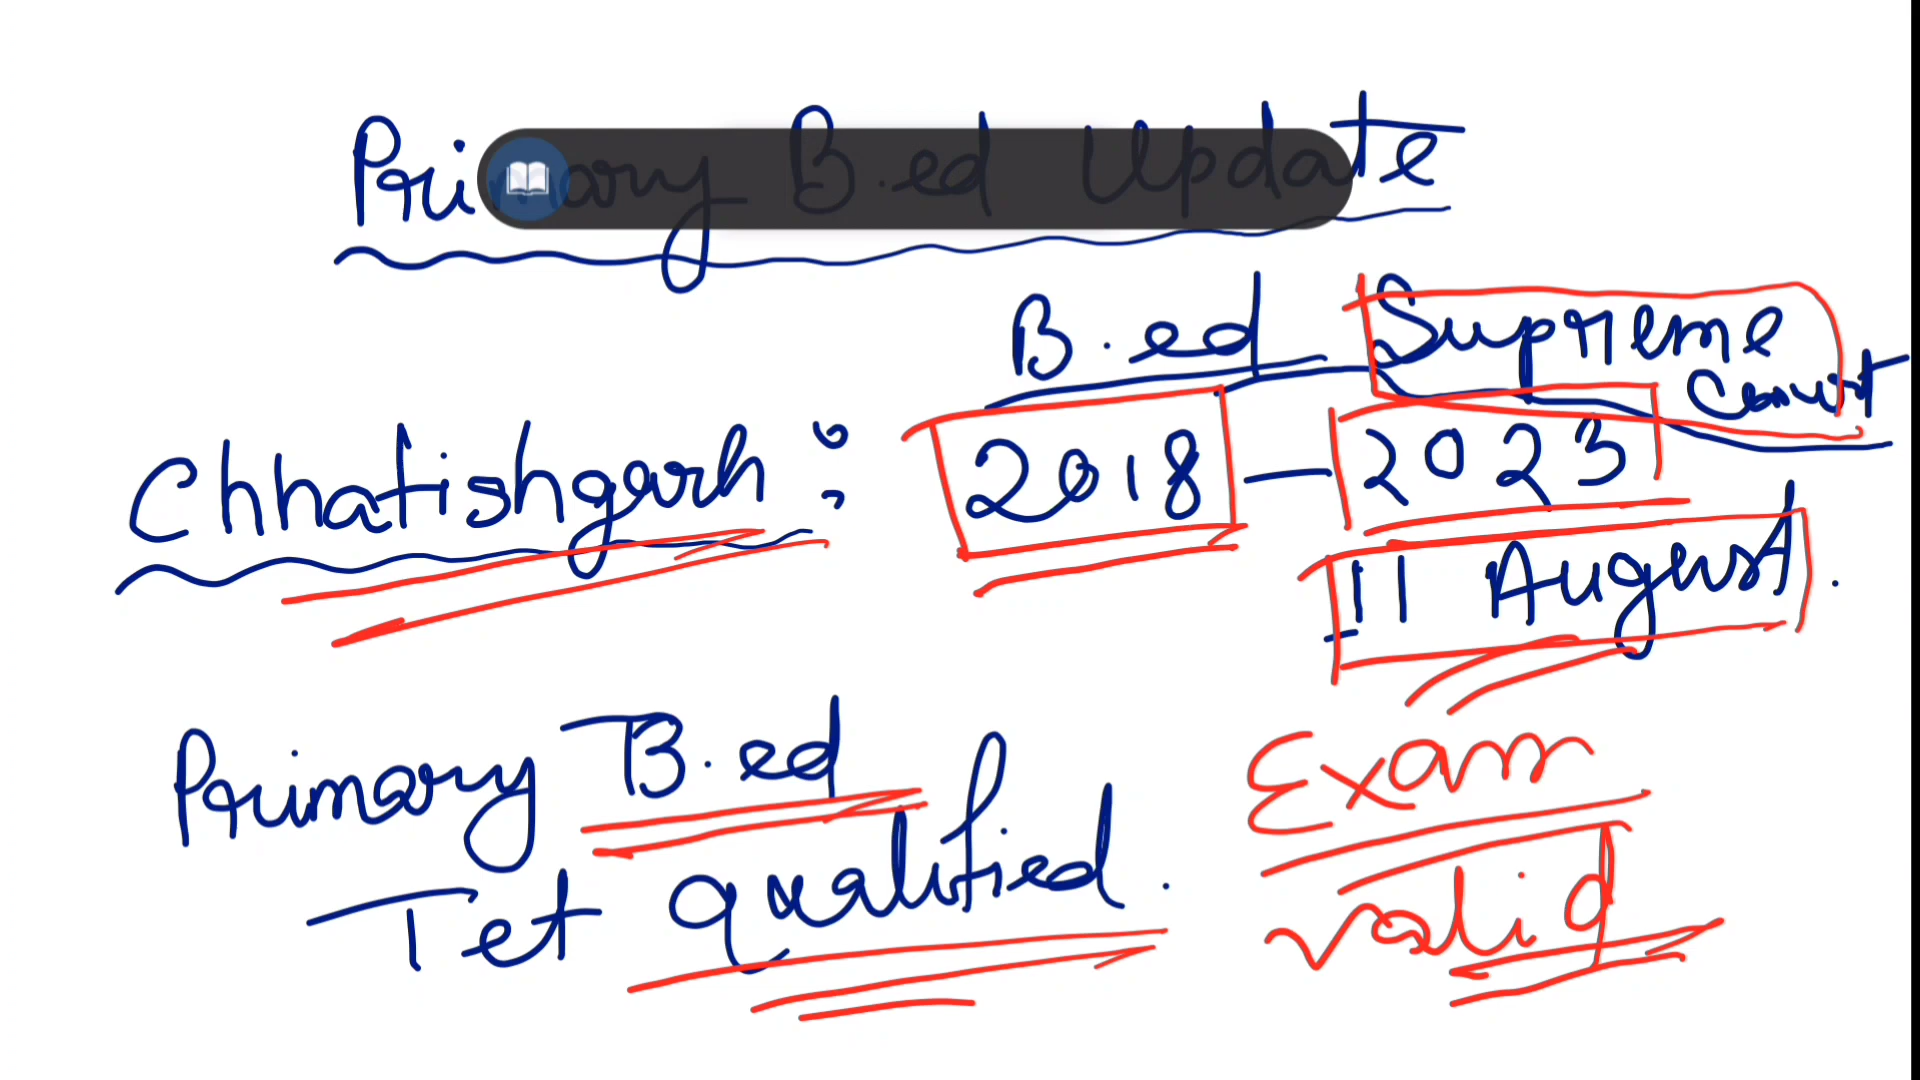 Primary B.ed Update
B.ed Supreme Court
Chhatishgarh : 2018 - 2023
11 August.
Primary B.ed Exam
Tet qualified. valid